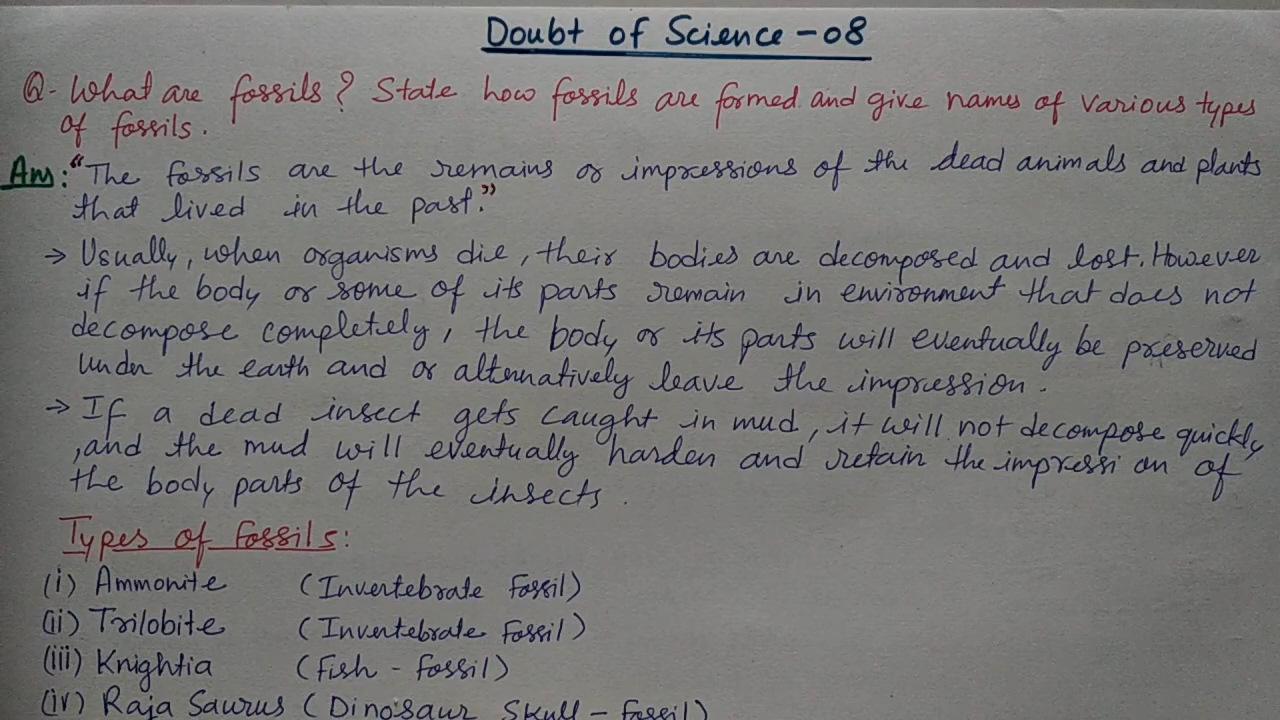 Doubt of Science - 08
Q- What are fossils? State how fossils are formed and give names of various types
of fossils.
Ans: "The fossils are the remains or impressions of the dead animals and plants
that lived in the past."
→ Usually, when organisms die, their bodies are decomposed and lost. However
if the body or some of its parts remain in environment that does not
decompose completely, the body or its parts will eventually be preserved
under the earth and or alternatively leave the impression.
→ If a dead insect gets caught in mud, it will not decompose quickly
,and the mud will eventually harden and retain the impression of
the body parts of the insects.
Types of Fossils:
(i) Ammonite (Invertebrate Fossil)
(ii) Trilobite (Invertebrate Fossil)
(iii) Knightia (Fish - Fossil)
(iv) Raja Saurus (Dinosaur Skull - Fossil)